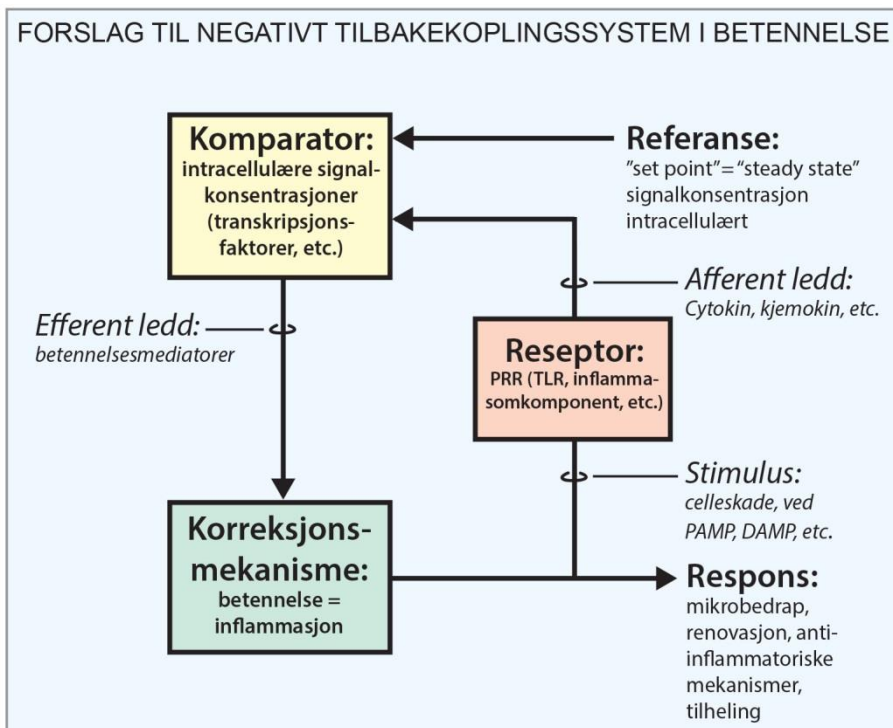 FORSLAG TIL NEGATIVT TILBAKEKOPLINGSSYSTEM I BETENNELSE
Komparator:
intracellulære signal-
konsentrasjoner
(transkripsjons-
faktorer, etc.)
Referanse:
”set point”= “steady state”
signalkonsentrasjon
intracellulært
Afferent ledd:
Cytokin, kjemokin, etc.
Efferent ledd:
betennelsesmediatorer
Reseptor:
PRR (TLR, inflamma-
somkomponent, etc.)
Stimulus:
celleskade, ved
PAMP, DAMP, etc.
Korreksjons-
mekanisme:
betennelse =
inflammasjon
Respons:
mikrobedrap,
renovasjon, anti-
inflammatoriske
mekanismer,
tilheling